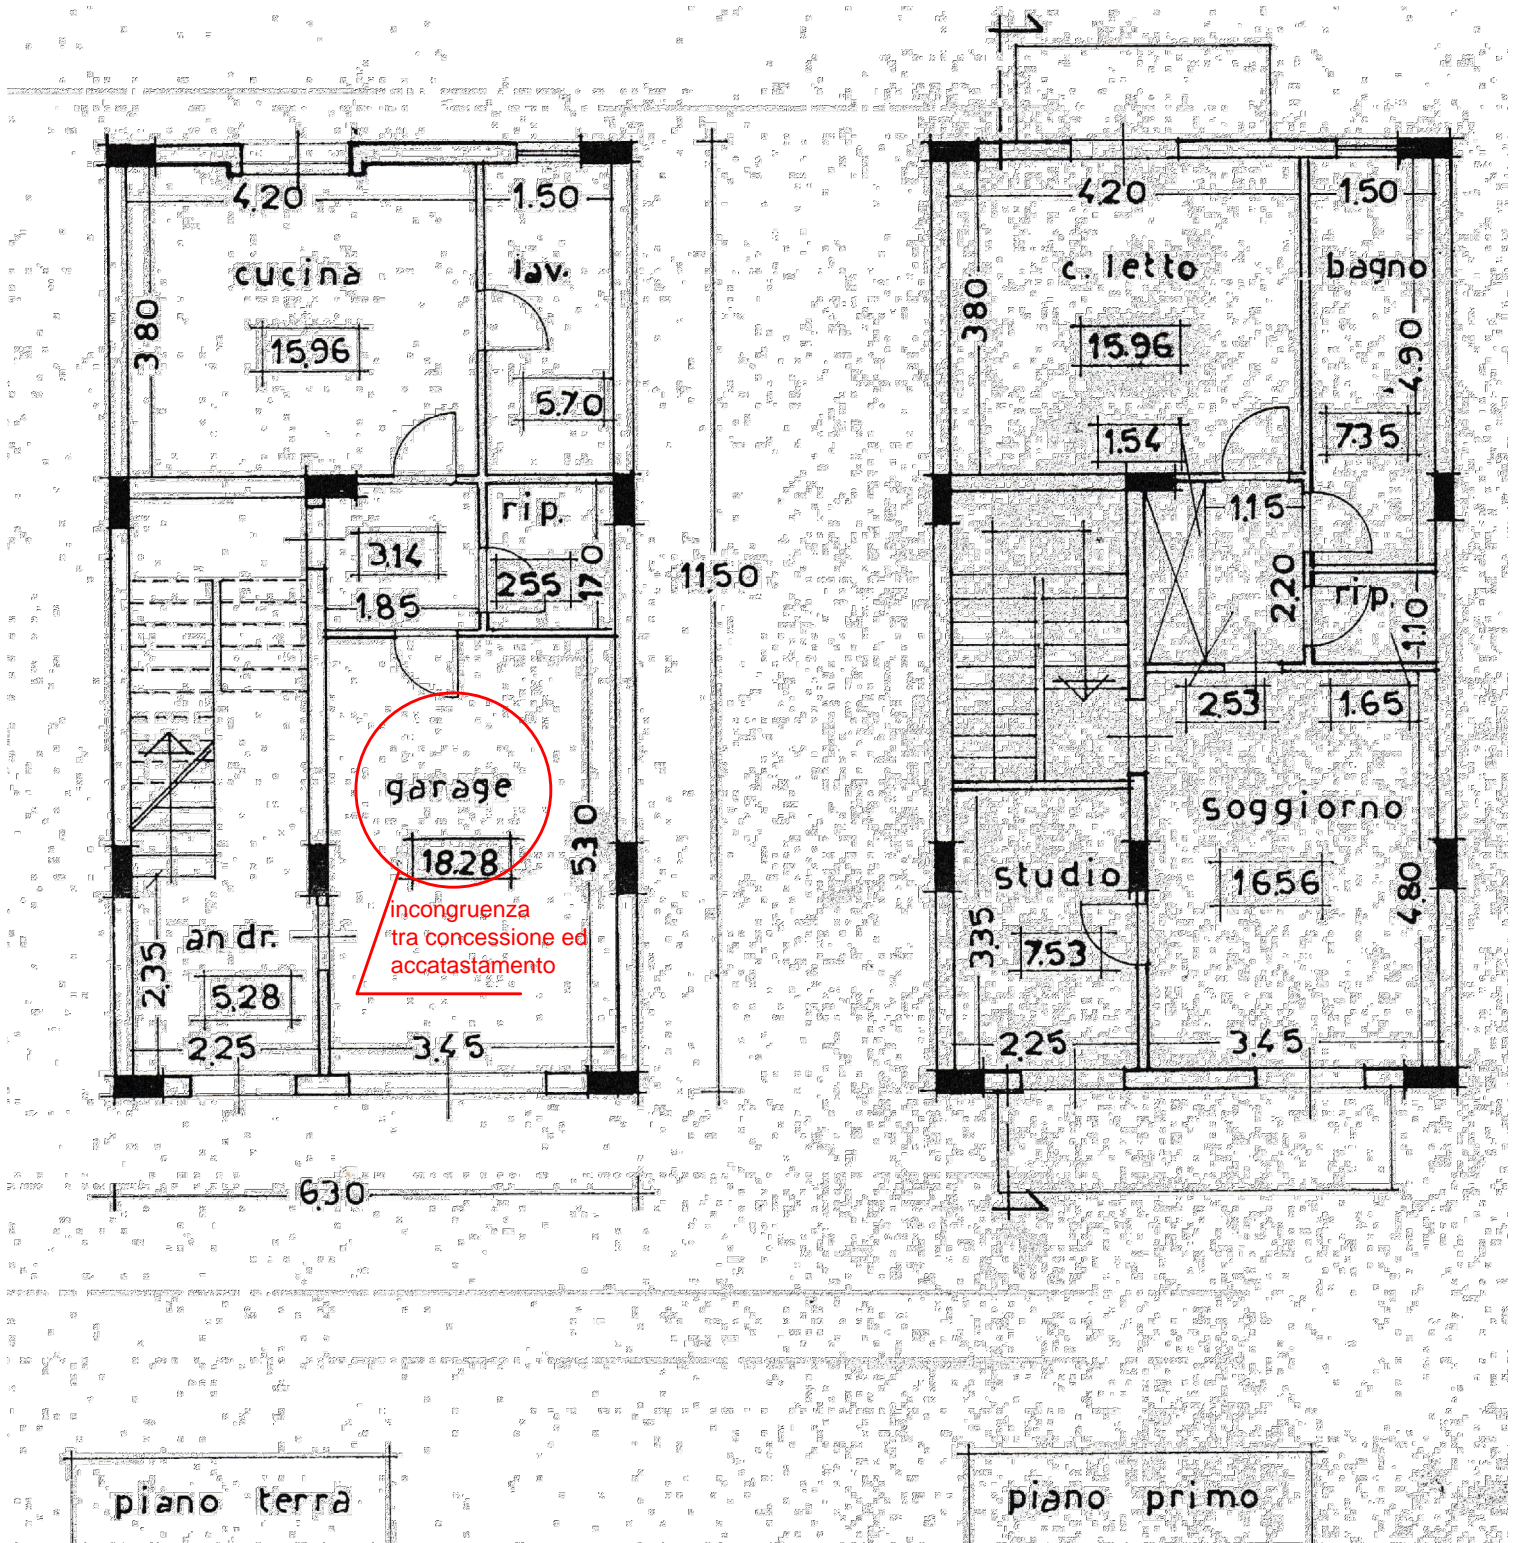 4.20
1.50
cucina
lav.
3.80
15.96
5.70
rip.
3.14
2.55
1.70
1.85
garage
18.28
5.30
incongruenza
tra concessione ed
accatastamento
andr.
2.35
5.28
2.25
3.45
11.50
6.30
piano terra
4.20
1.50
c. letto
bagno
3.80
4.90
15.96
1.54
7.35
1.15
2.20
rip.
1.10
2.53
1.65
soggiorno
studio
16.56
4.80
3.35
7.53
2.25
3.45
piano primo